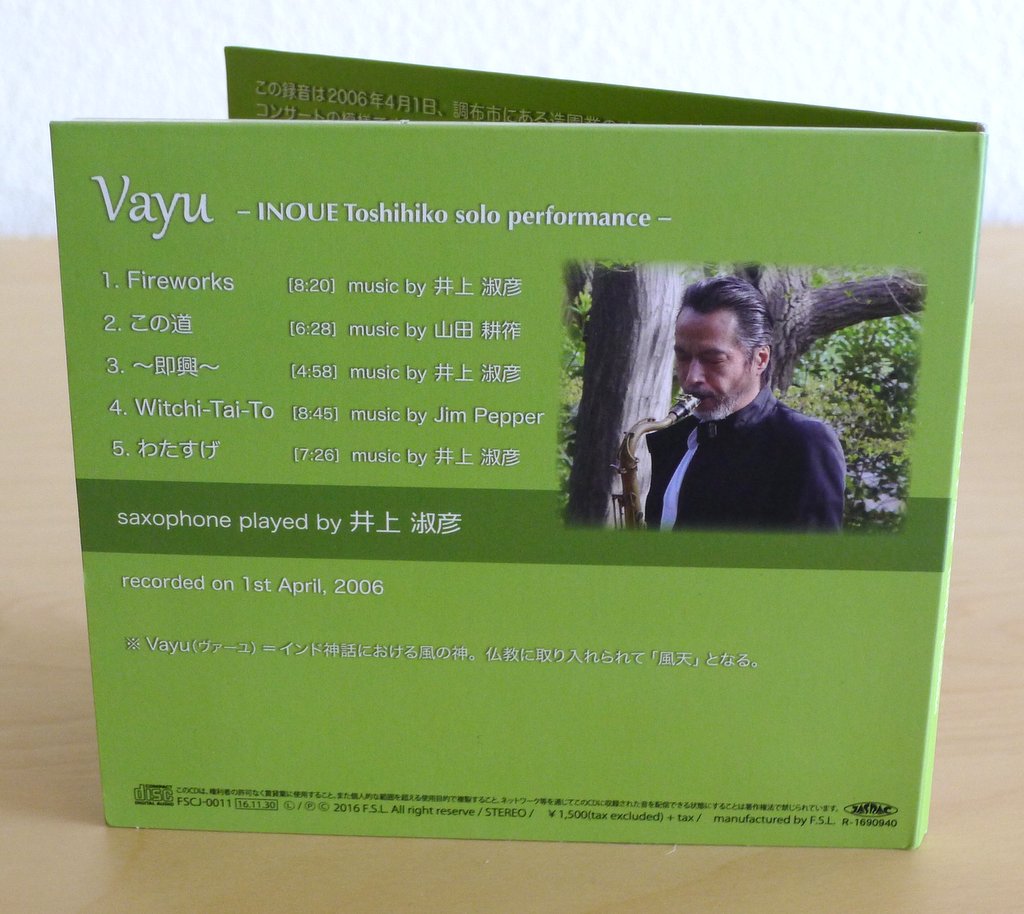 この録音は2006年4月1日、調布市にある造園業の
コンサートの模様
Vayu – INOUE Toshihiko solo performance –
1. Fireworks [8:20] music by 井上 淑彦
2. この道 [6:28] music by 山田 耕筰
3. ～即興～ [4:58] music by 井上 淑彦
4. Witchi-Tai-To [8:45] music by Jim Pepper
5. わたすげ [7:26] music by 井上 淑彦
saxophone played by 井上 淑彦
recorded on 1st April, 2006
※ Vayu（ヴァーユ）＝インド神話における風の神。仏教に取り入れられて「風天」となる。
COMPACT disc DIGITAL AUDIO
このCDは、権利者の許可なく賃貸業に使用すること、また個人的な範囲を超える使用目的で複製すること、ネットワーク等を通じてこのCDに収録された音を配信できる状態にすることは著作権法で禁じられています。
FSCJ-0011 16.11.30 Ⓛ/Ⓟ Ⓒ 2016 F.S.L. All right reserve / STEREO / ¥1,500(tax excluded) + tax / manufactured by F.S.L.
JASRAC
R-1690940